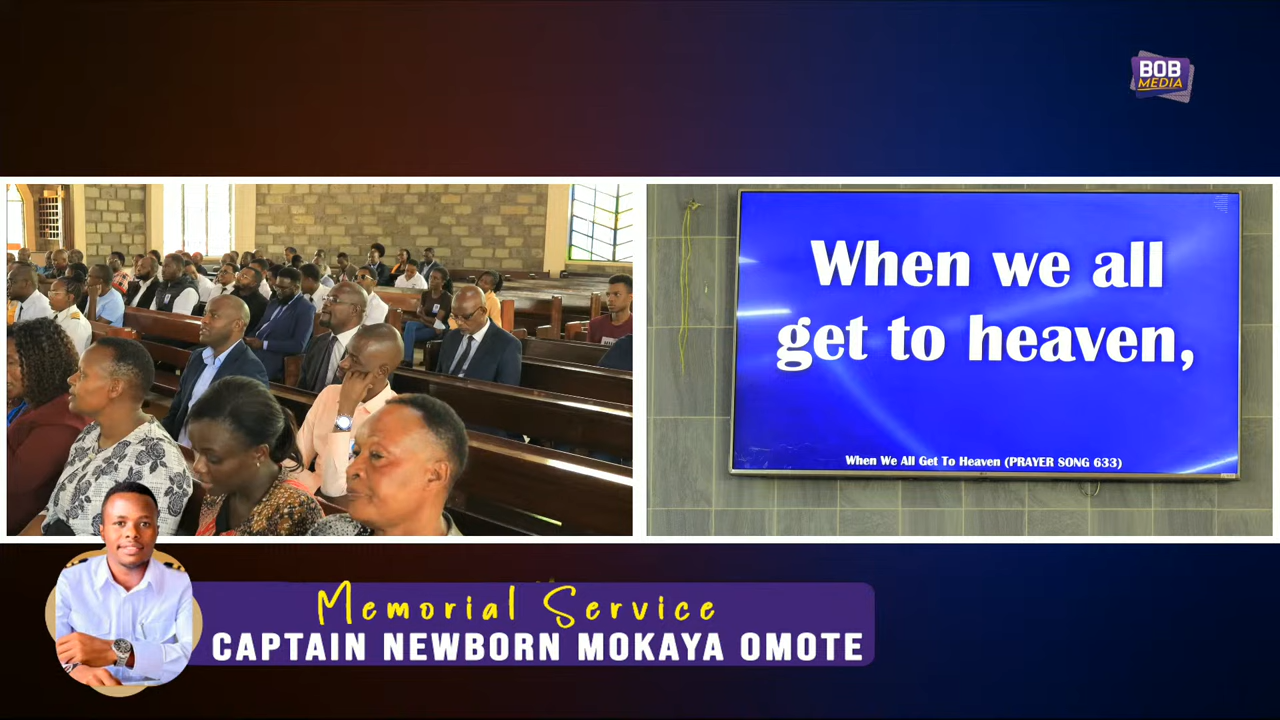 BOB
MEDIA
When we all
get to heaven,
When We All Get To Heaven (PRAYER SONG 633)
Memorial Service
CAPTAIN NEWBORN MOKAYA OMOTE